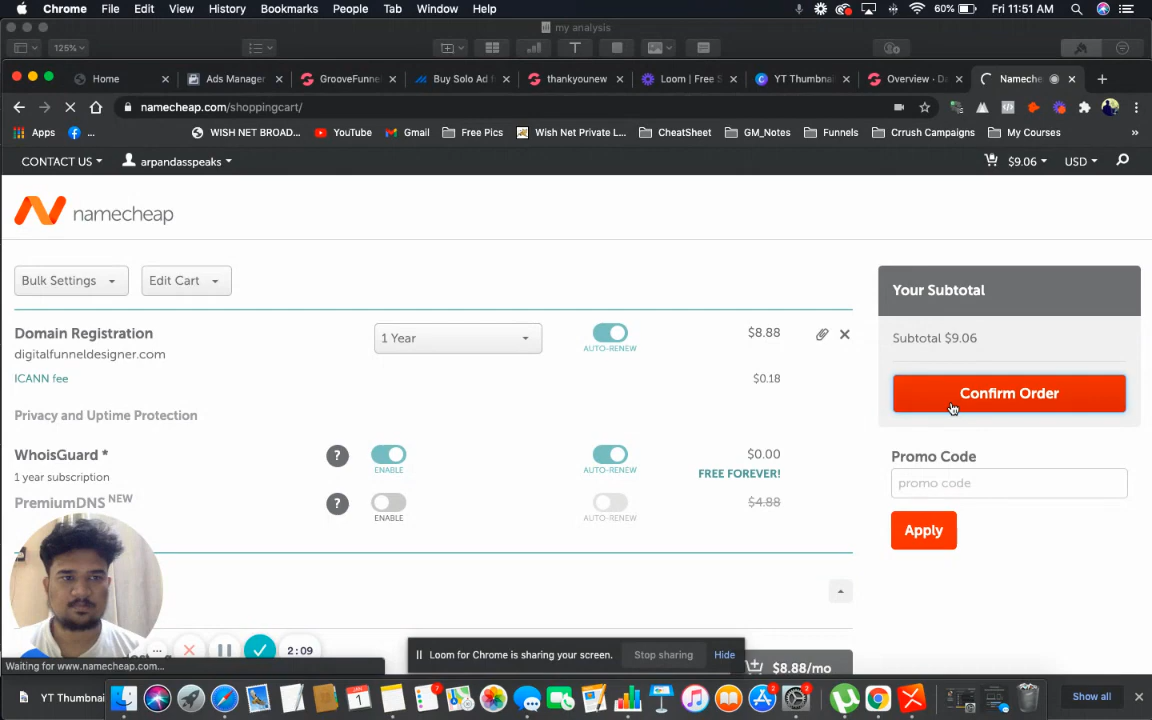 Chrome File Edit View History Bookmarks People Tab Window Help 60% Fri 11:51 AM
my analysis
125%
Home Ads Manager GrooveFunne Buy Solo Ad f thankyounew Loom | Free S YT Thumbna Overview - Da Namech
namecheap.com/shoppingcart/
Apps ... WISH NET BROAD... YouTube Gmail Free Pics Wish Net Private L... CheatSheet GM_Notes Funnels Crrush Campaigns My Courses »
CONTACT US arpandasspeaks $9.06 USD
namecheap
Bulk Settings Edit Cart
Your Subtotal
Domain Registration 1 Year AUTO-RENEW $8.88
digitalfunneldesigner.com
Subtotal $9.06
ICANN fee $0.18
Confirm Order
Privacy and Uptime Protection
WhoisGuard * ? ENABLE AUTO-RENEW $0.00
1 year subscription FREE FOREVER!
Promo Code
promo code
PremiumDNS NEW ? ENABLE AUTO-RENEW $4.88
Apply
2:09
Loom for Chrome is sharing your screen. Stop sharing Hide
Waiting for www.namecheap.com...
$8.88/mo
YT Thumbnai
Show all